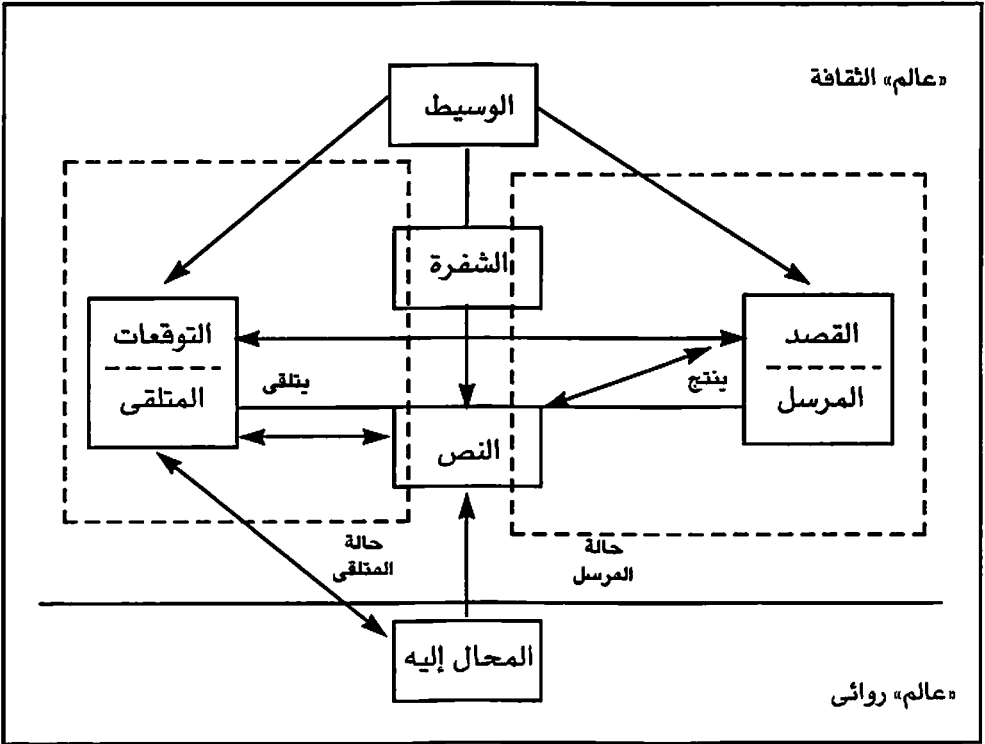 «عالم» الثقافة
الوسيط
الشفرة
القصد
المرسل
التوقعات
المتلقى
ينتج
يتلقى
النص
حالة
المرسل
حالة
المتلقى
المحال إليه
«عالم» روائى